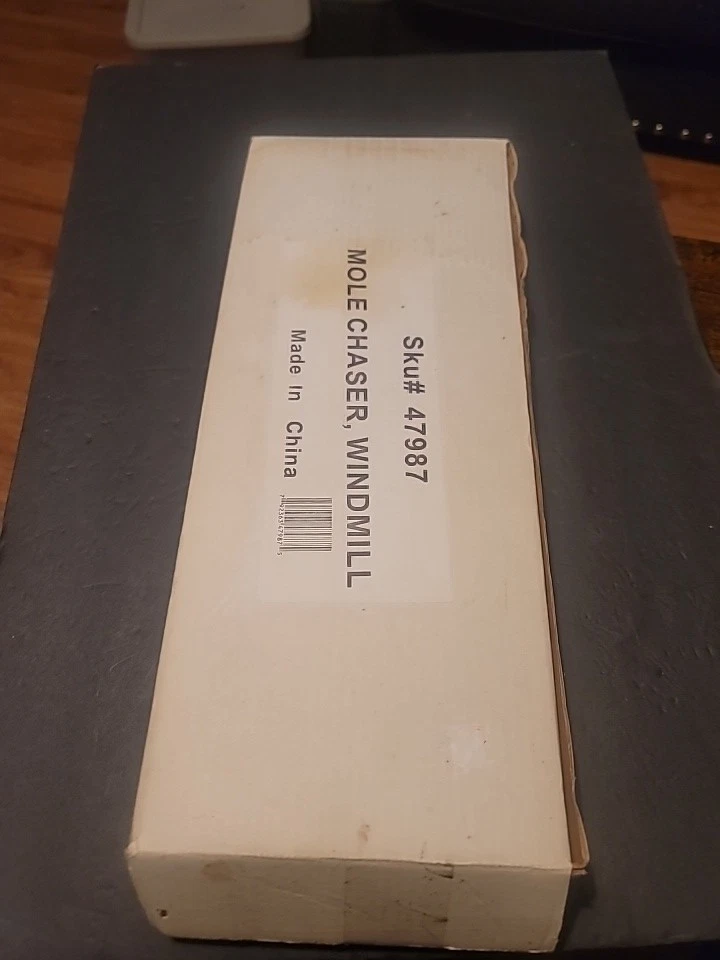 Sku# 47987
MOLE CHASER, WINDMILL
Made In China